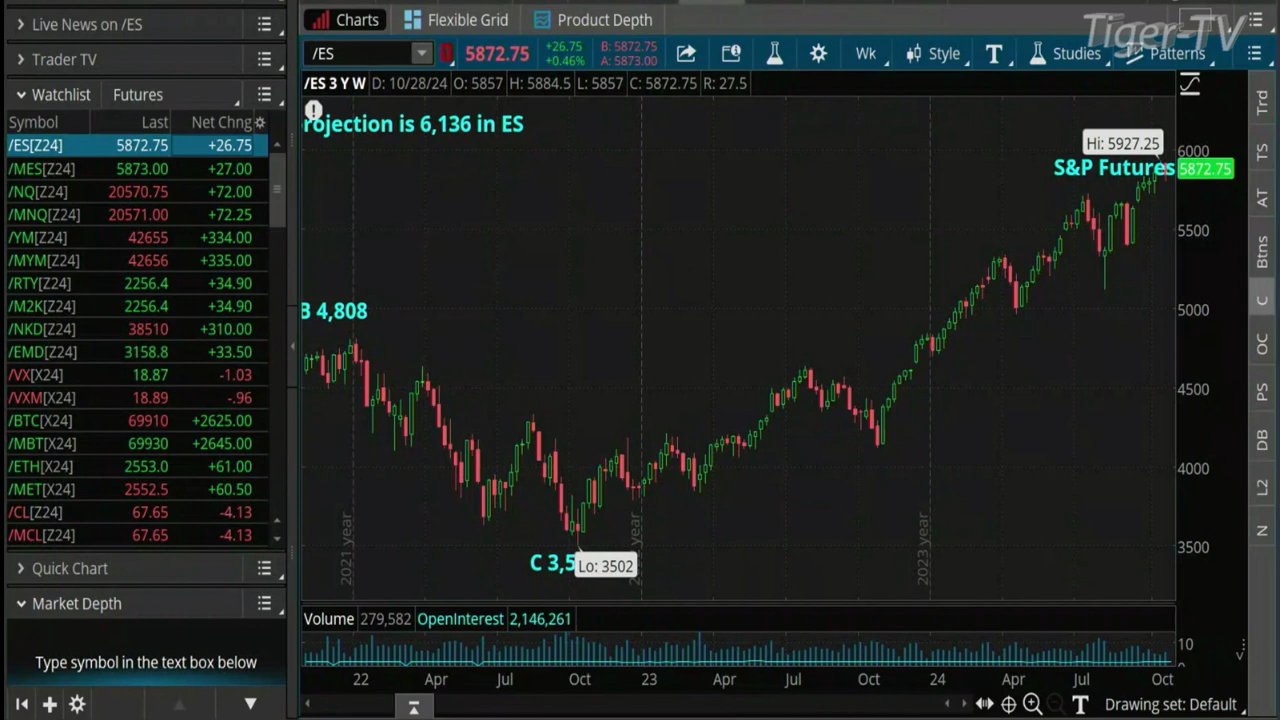 Live News on /ES
Charts
Flexible Grid
Product Depth
Tiger-TV
Trader TV
/ES
5872.75
+26.75
+0.46%
B: 5872.75
A: 5873.00
Wk
Style
T
Studies
Patterns
Watchlist
Futures
/ES 3 Y W
D: 10/28/24
O: 5857
H: 5884.5
L: 5857
C: 5872.75
R: 27.5
Symbol
Last
Net Chng
/ES[Z24] 5872.75 +26.75
/MES[Z24] 5873.00 +27.00
/NQ[Z24] 20570.75 +72.00
/MNQ[Z24] 20571.00 +72.25
/YM[Z24] 42655 +334.00
/MYM[Z24] 42656 +335.00
/RTY[Z24] 2256.4 +34.90
/M2K[Z24] 2256.4 +34.90
/NKD[Z24] 38510 +310.00
/EMD[Z24] 3158.8 +33.50
/VX[X24] 18.87 -1.03
/VXM[X24] 18.89 -.96
/BTC[X24] 69910 +2625.00
/MBT[X24] 69930 +2645.00
/ETH[X24] 2553.0 +61.00
/MET[X24] 2552.5 +60.50
/CL[Z24] 67.65 -4.13
/MCL[Z24] 67.65 -4.13
rojection is 6,136 in ES
Hi: 5927.25
S&P Futures
5872.75
6000
5500
5000
4500
4000
3500
B 4,808
C 3,5
Lo: 3502
2021 year
year
2023 year
Quick Chart
Market Depth
Type symbol in the text box below
Volume 279,582 OpenInterest 2,146,261
10
0
22 Apr Jul Oct 23 Apr Jul Oct 24 Apr Jul Oct
T
Drawing set: Default
Trd
TS
AT
Btns
C
OC
PS
DB
L2
N